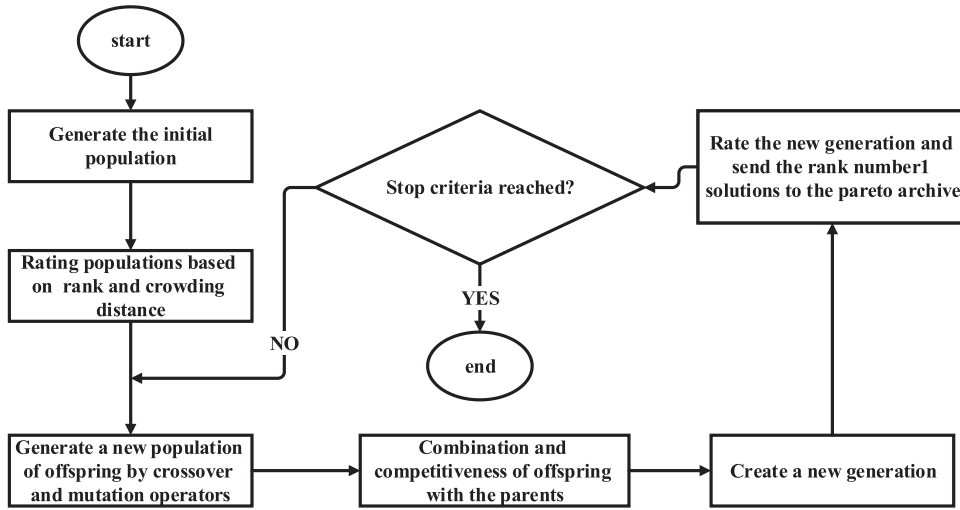 start
Generate the initial
population
Rating populations based
on rank and crowding
distance
Generate a new population
of offspring by crossover
and mutation operators
Combination and
competitiveness of offspring
with the parents
Create a new generation
Rate the new generation and
send the rank number1
solutions to the pareto archive
Stop criteria reached?
NO
YES
end